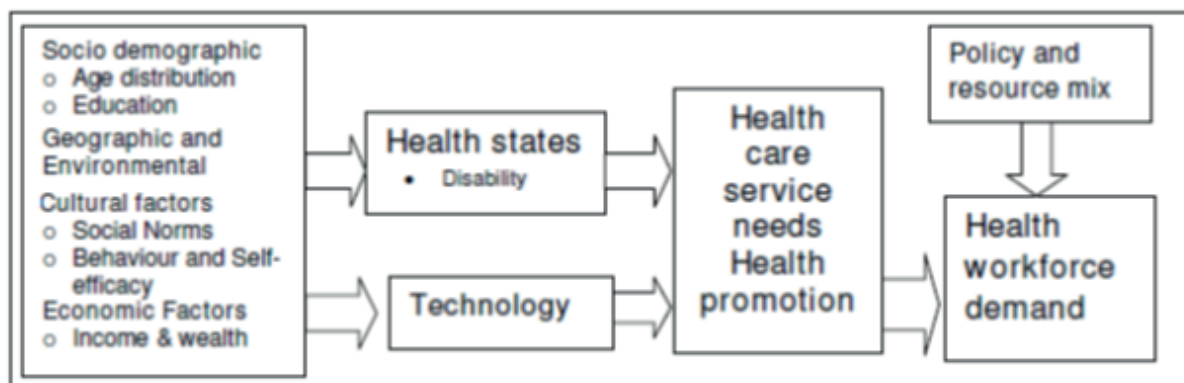 Socio demographic
o Age distribution
o Education
Geographic and
Environmental
Cultural factors
o Social Norms
o Behaviour and Self-
efficacy
Economic Factors
o Income & wealth
Health states
• Disability
Technology
Health
care
service
needs
Health
promotion
Policy and
resource mix
Health
workforce
demand